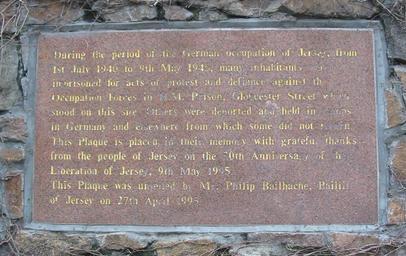 During the period of the German occupation of Jersey, from
1st July 1940 to 9th May 1945, many inhabitants
imprisoned for acts of protest and defiance against the
Occupation Forces in H.M. Prison, Gloucester Street which
stood on this site. Others were deported and held in camps
in Germany and elsewhere from which some did not return.
This Plaque is placed in their memory with grateful thanks
from the people of Jersey on the 50th Anniversary of the
Liberation of Jersey, 9th May 1995.
This Plaque was unveiled by Mr. Philip Bailhache, Bailiff
of Jersey on 27th April 1995